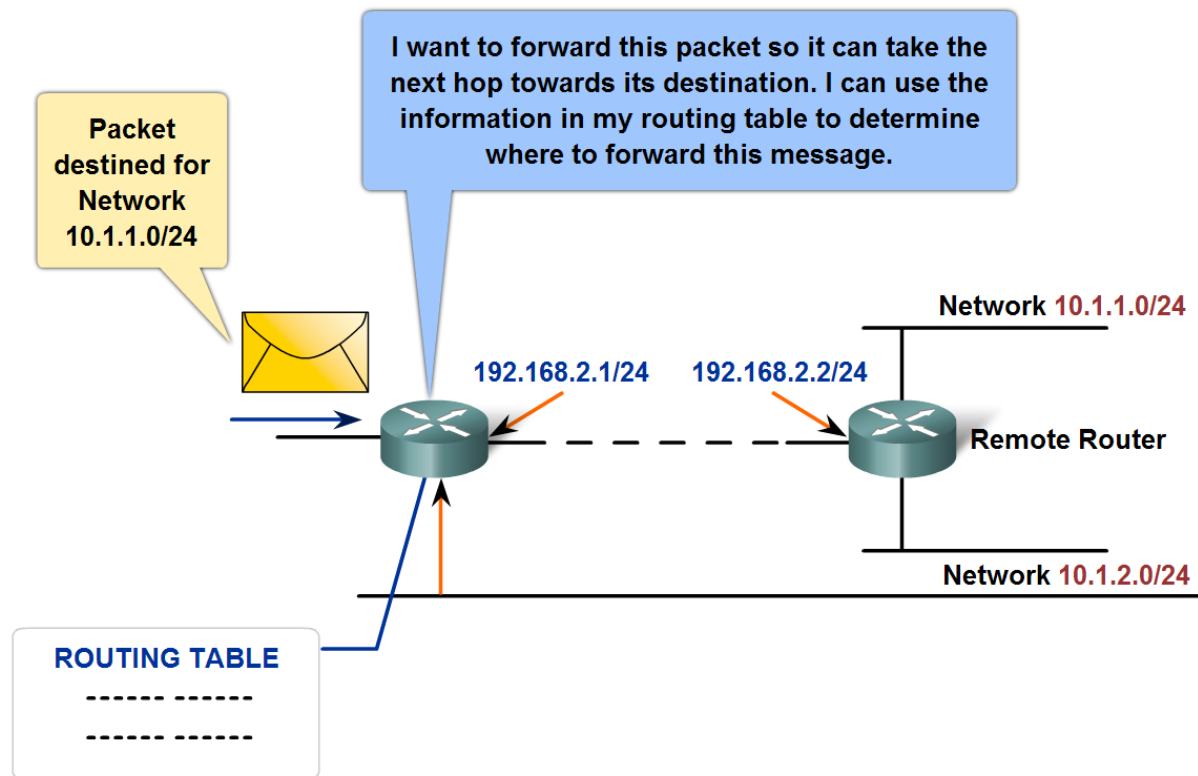 I want to forward this packet so it can take the
next hop towards its destination. I can use the
information in my routing table to determine
where to forward this message.
Packet
destined for
Network
10.1.1.0/24
Network 10.1.1.0/24
192.168.2.1/24
192.168.2.2/24
Remote Router
Network 10.1.2.0/24
ROUTING TABLE
------ ------
------ ------